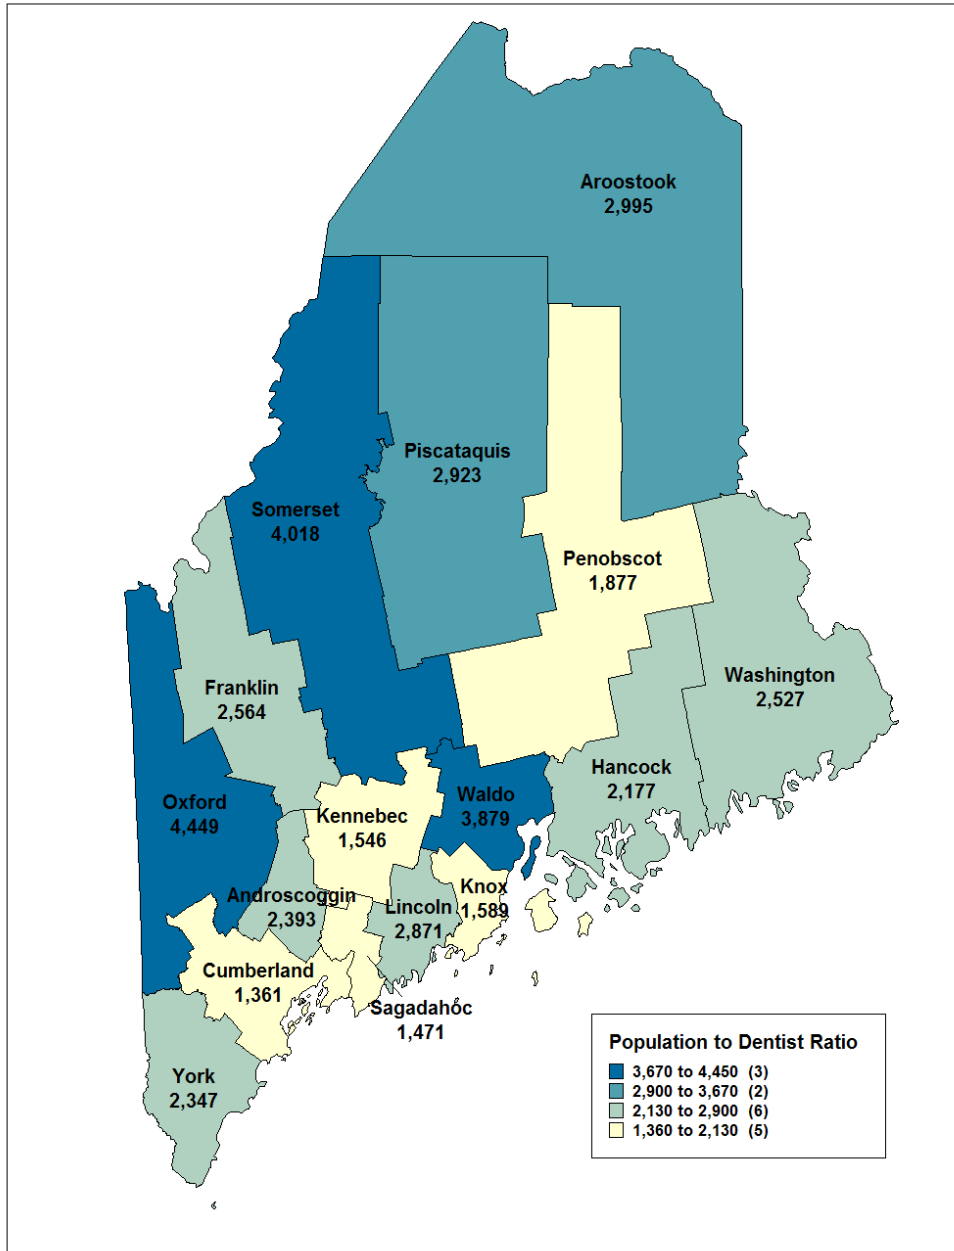 Aroostook
2,995
Piscataquis
2,923
Somerset
4,018
Penobscot
1,877
Franklin
2,564
Washington
2,527
Hancock
2,177
Oxford
4,449
Waldo
3,879
Kennebec
1,546
Androscoggin
2,393
Knox
1,589
Lincoln
2,871
Cumberland
1,361
Sagadahoc
1,471
York
2,347
Population to Dentist Ratio
3,670 to 4,450 (3)
2,900 to 3,670 (2)
2,130 to 2,900 (6)
1,360 to 2,130 (5)